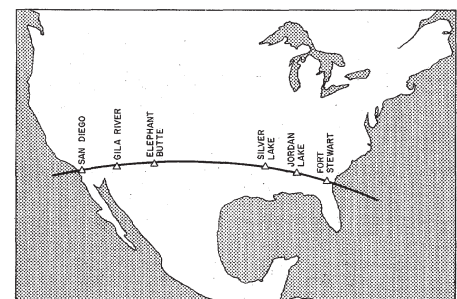 SAN DIEGO
GILA RIVER
ELEPHANT
BUTTE
SILVER
LAKE
JORDAN
LAKE
FORT
STEWART